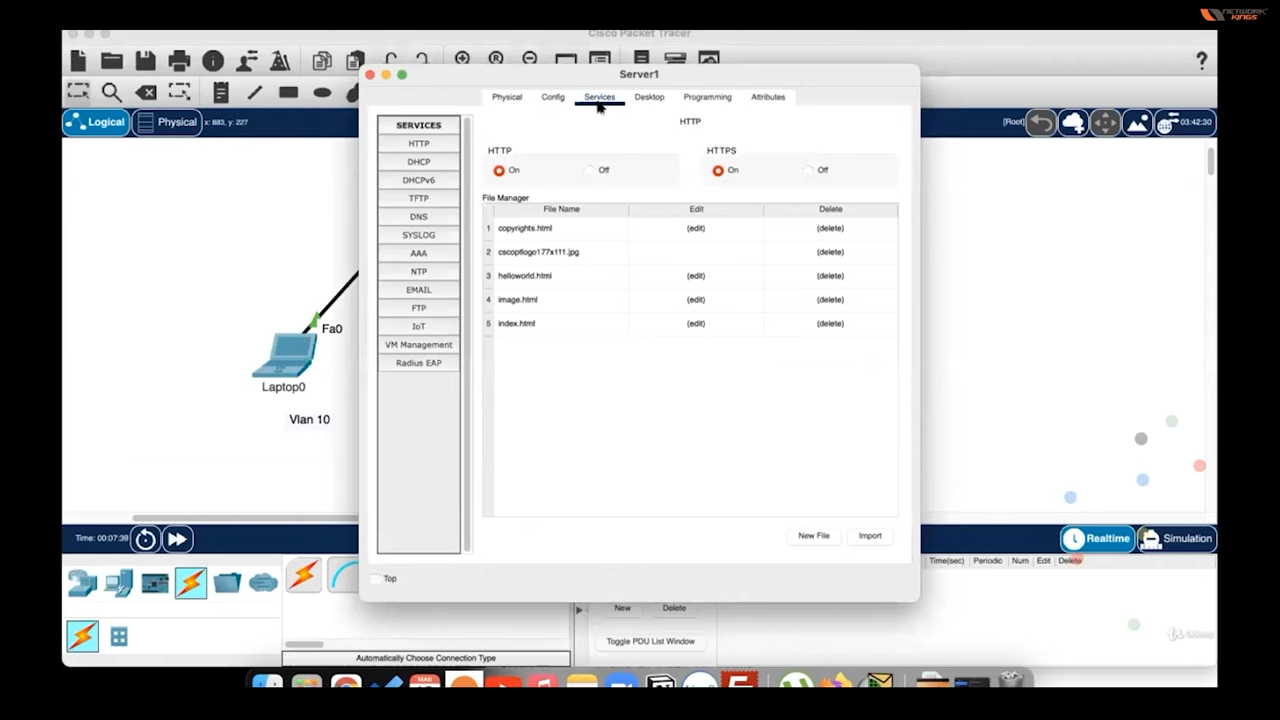 NETWORK
KINGS
Cisco Packet Tracer
Server1
Physical Config Services Desktop Programming Attributes
Logical
Physical
x: 883, y: 227
[Root]
03:42:30
SERVICES
HTTP
DHCP
DHCPv6
TFTP
DNS
SYSLOG
AAA
NTP
EMAIL
FTP
IoT
VM Management
Radius EAP
HTTP
HTTP
On Off
HTTPS
On Off
File Manager
File Name Edit Delete
1 copyrights.html (edit) (delete)
2 cscoptlogo177x111.jpg (delete)
3 helloworld.html (edit) (delete)
4 image.html (edit) (delete)
5 index.html (edit) (delete)
New File Import
Top
Fa0
Laptop0
Vlan 10
Time: 00:07:39
Realtime
Simulation
Time(sec) Periodic Num Edit Delete
New Delete
Toggle PDU List Window
Automatically Choose Connection Type
Udemy